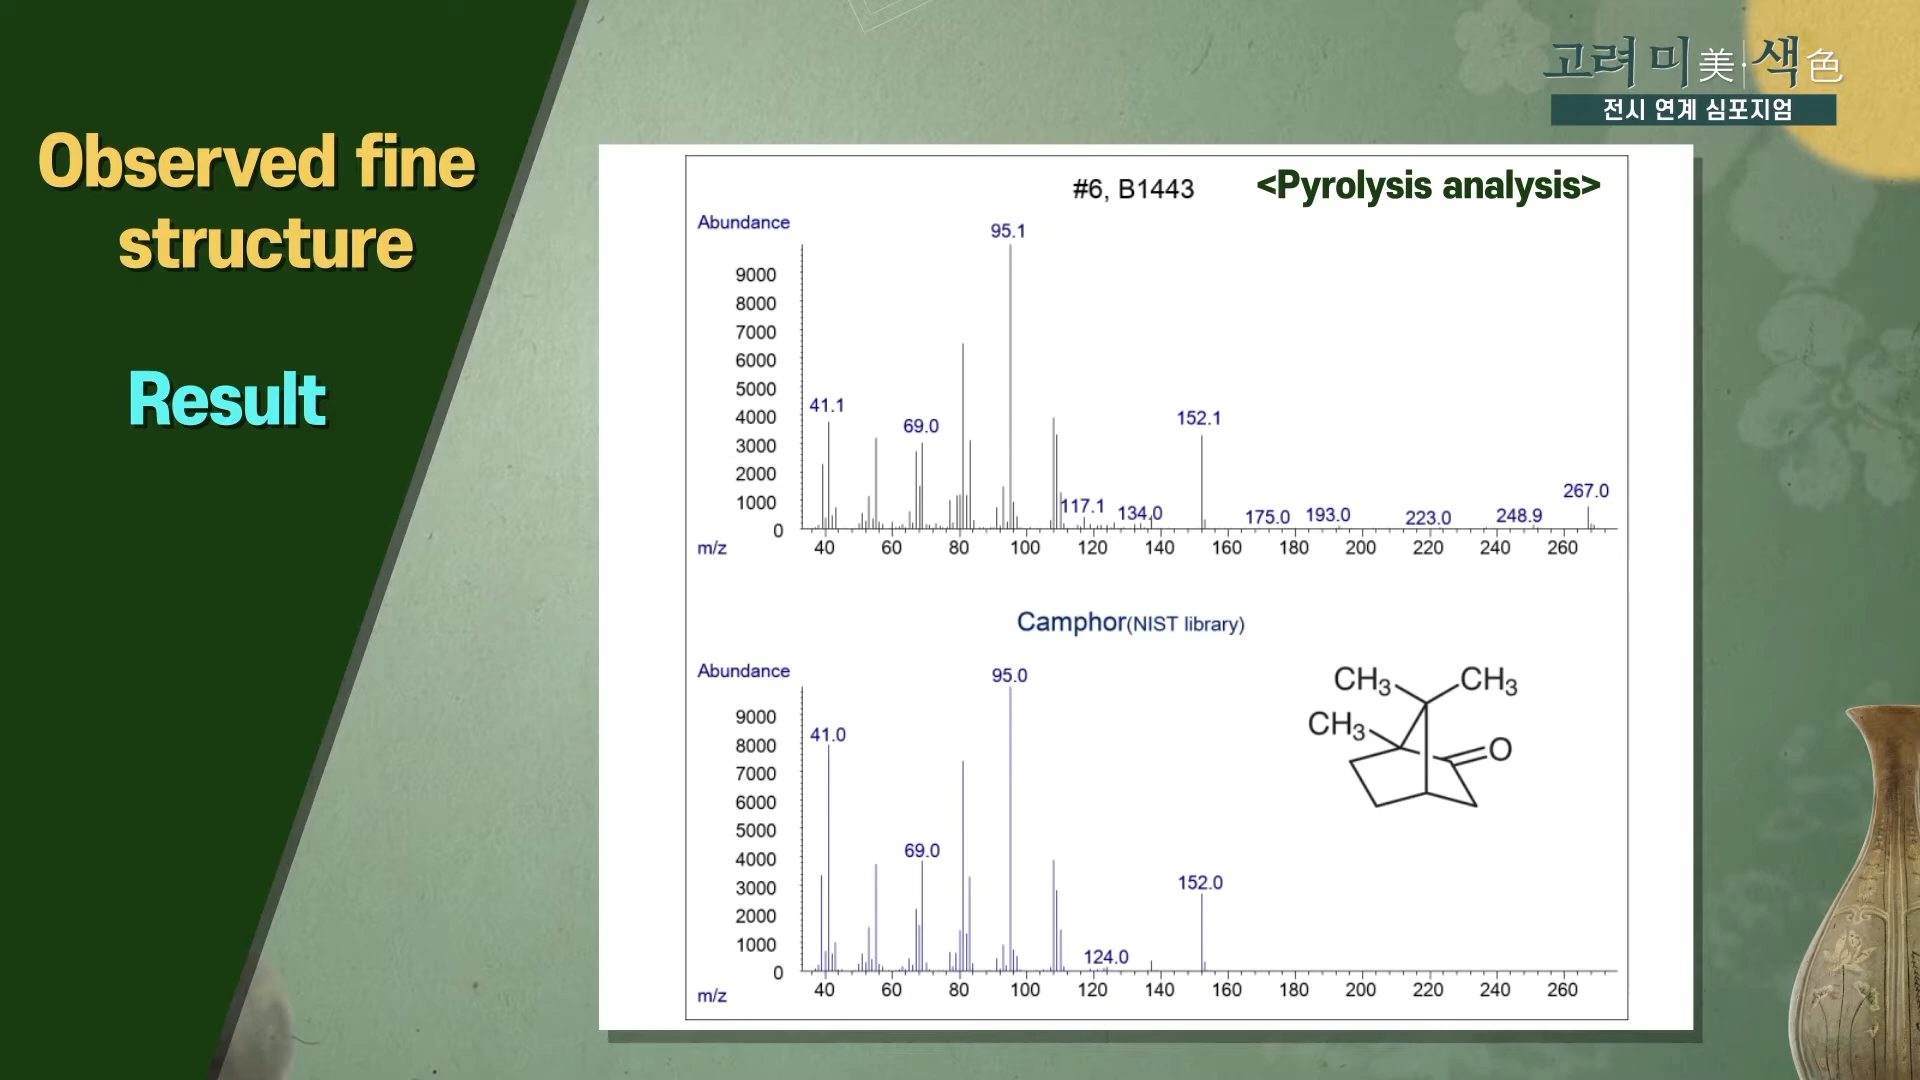 Observed fine
structure
Result
고려 미美·색色
전시 연계 심포지엄
#6, B1443
<Pyrolysis analysis>
Abundance
95.1
9000
8000
7000
6000
5000
4000
3000
2000
1000
0
41.1
69.0
117.1
134.0
152.1
175.0
193.0
223.0
248.9
267.0
m/z
40 60 80 100 120 140 160 180 200 220 240 260
Camphor(NIST library)
Abundance
95.0
9000
8000
7000
6000
5000
4000
3000
2000
1000
0
41.0
69.0
124.0
152.0
CH3 CH3
CH3
O
m/z
40 60 80 100 120 140 160 180 200 220 240 260